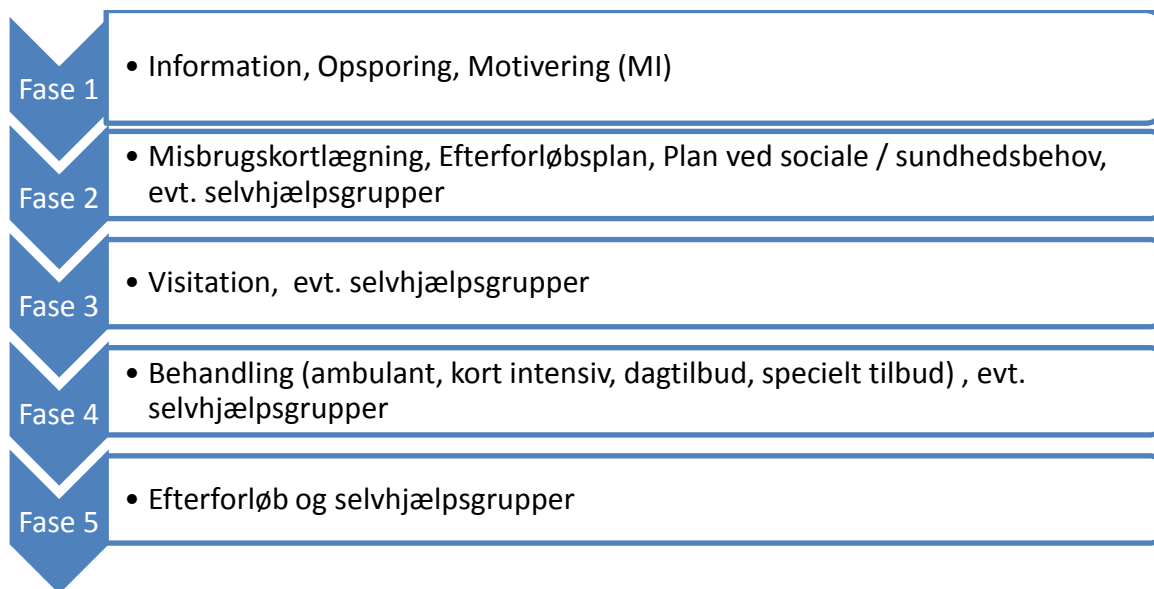 Fase 1
• Information, Opsporing, Motivering (MI)
Fase 2
• Misbrugskortlægning, Efterforløbsplan, Plan ved sociale / sundhedsbehov,
evt. selvhjælpsgrupper
Fase 3
• Visitation, evt. selvhjælpsgrupper
Fase 4
• Behandling (ambulant, kort intensiv, dagtilbud, specielt tilbud) , evt.
selvhjælpsgrupper
Fase 5
• Efterforløb og selvhjælpsgrupper